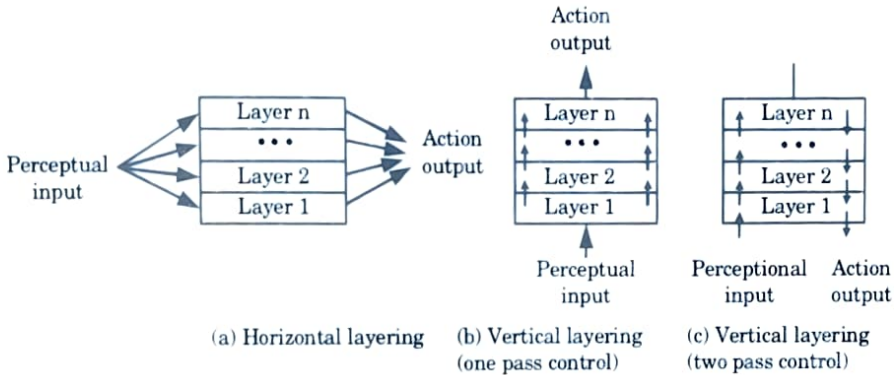 Perceptual
input
Layer n
• • •
Layer 2
Layer 1
Action
output
(a) Horizontal layering
Action
output
Layer n
• • •
Layer 2
Layer 1
Perceptual
input
(b) Vertical layering
(one pass control)
Layer n
• • •
Layer 2
Layer 1
Perceptional
input
Action
output
(c) Vertical layering
(two pass control)